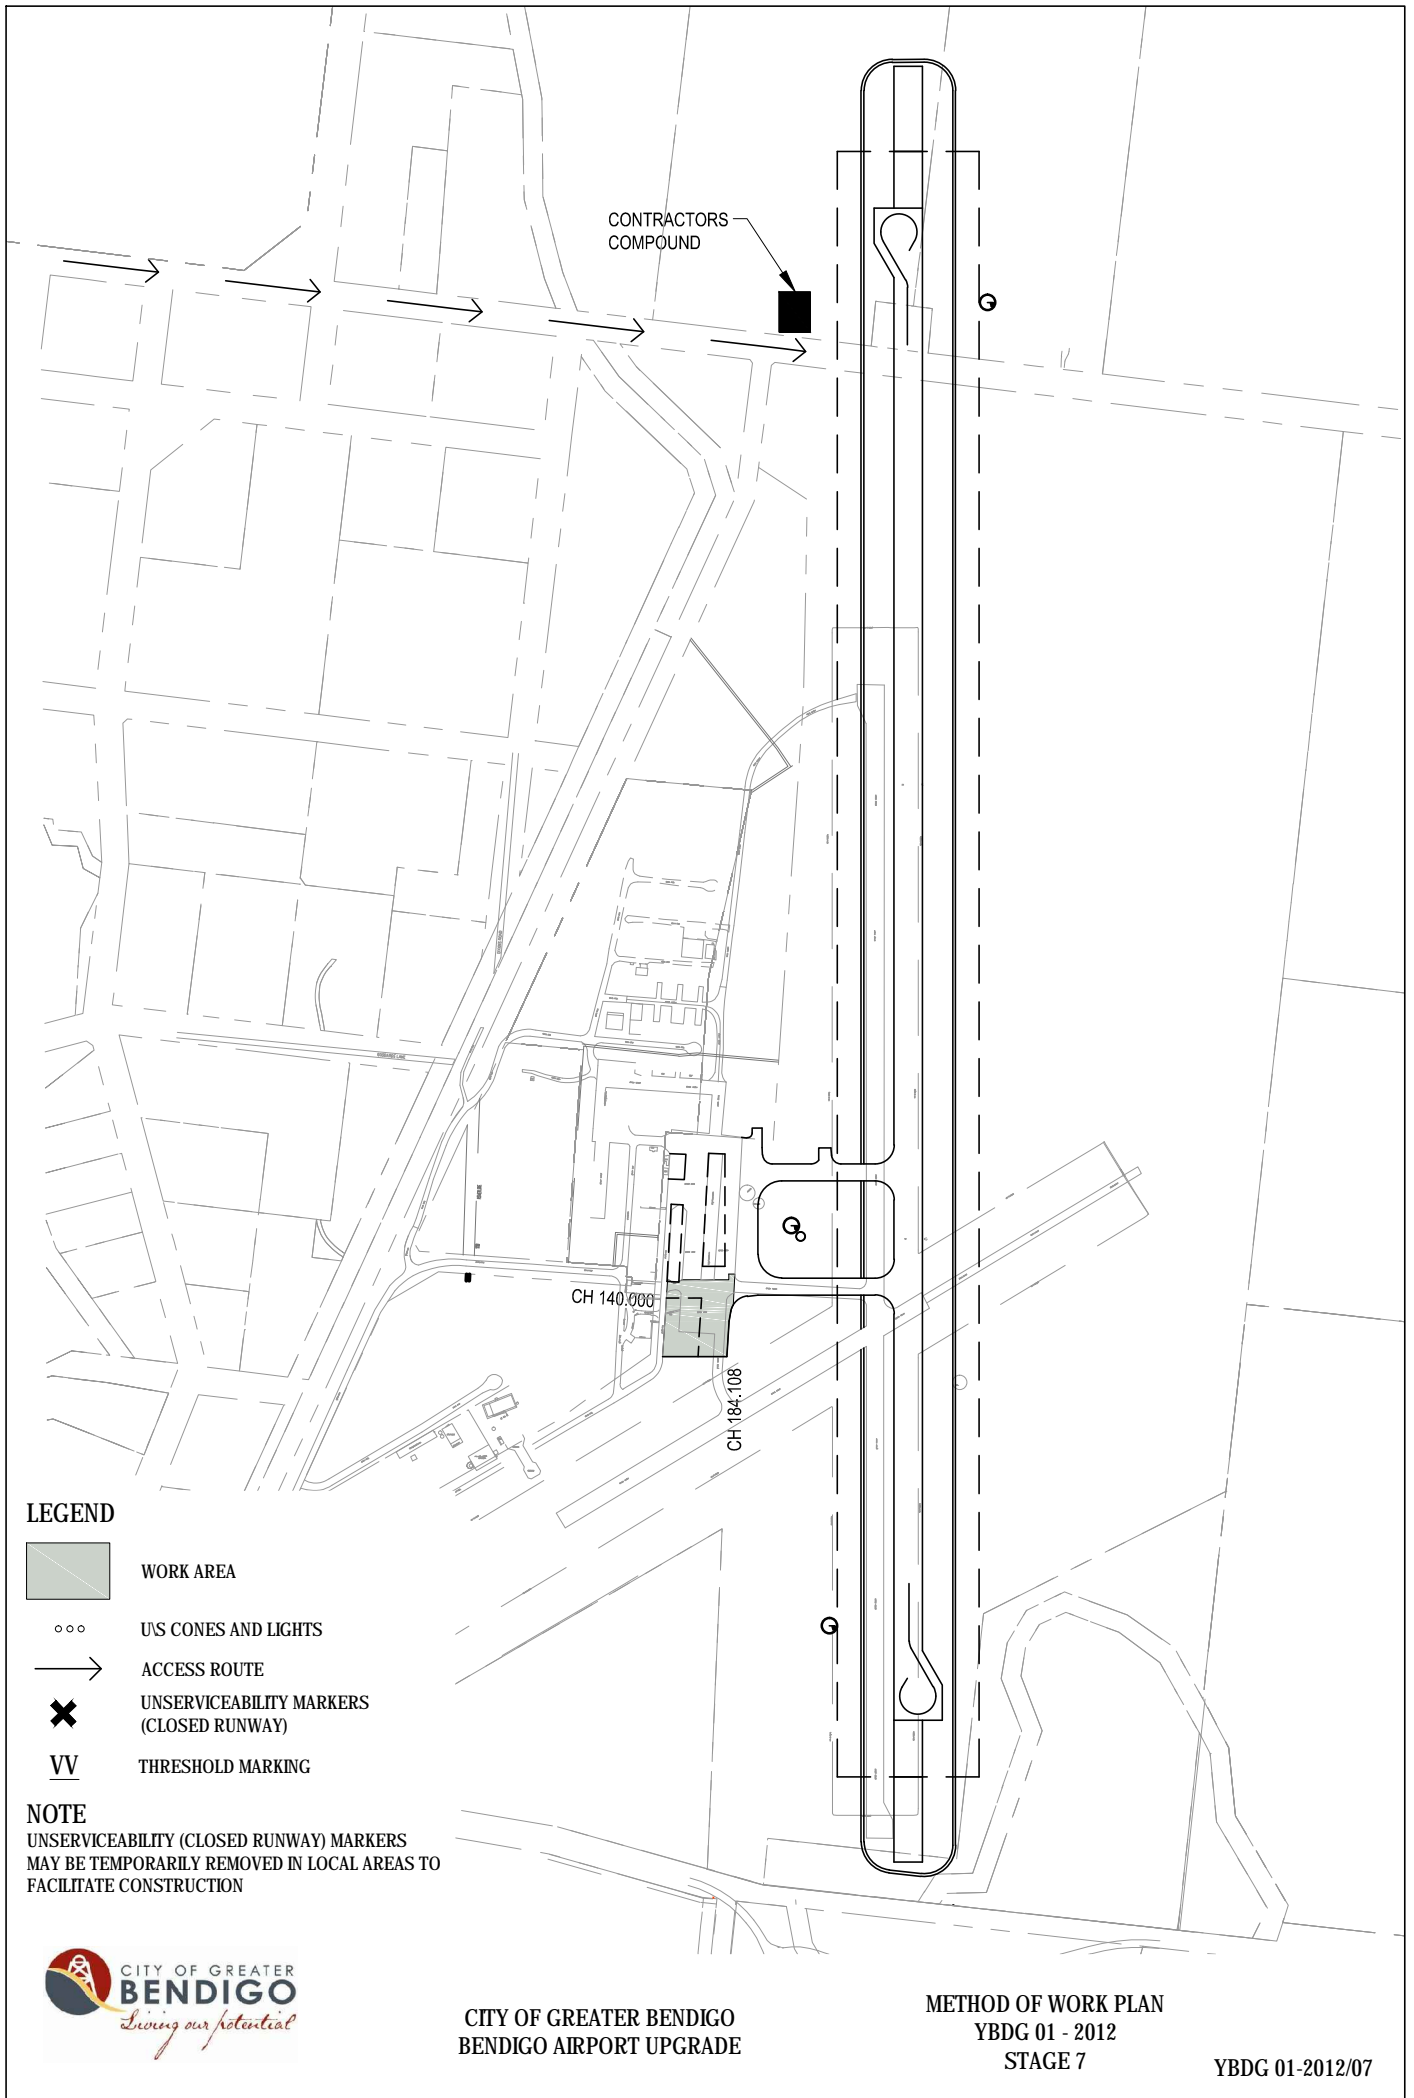 CONTRACTORS
COMPOUND
CH 140.000
CH 184.108
LEGEND
WORK AREA
U\S CONES AND LIGHTS
ACCESS ROUTE
UNSERVICEABILITY MARKERS
(CLOSED RUNWAY)
VV
THRESHOLD MARKING
NOTE
UNSERVICEABILITY (CLOSED RUNWAY) MARKERS
MAY BE TEMPORARILY REMOVED IN LOCAL AREAS TO
FACILITATE CONSTRUCTION
CITY OF GREATER
BENDIGO
Living our potential
CITY OF GREATER BENDIGO
BENDIGO AIRPORT UPGRADE
METHOD OF WORK PLAN
YBDG 01 - 2012
STAGE 7
YBDG 01-2012/07